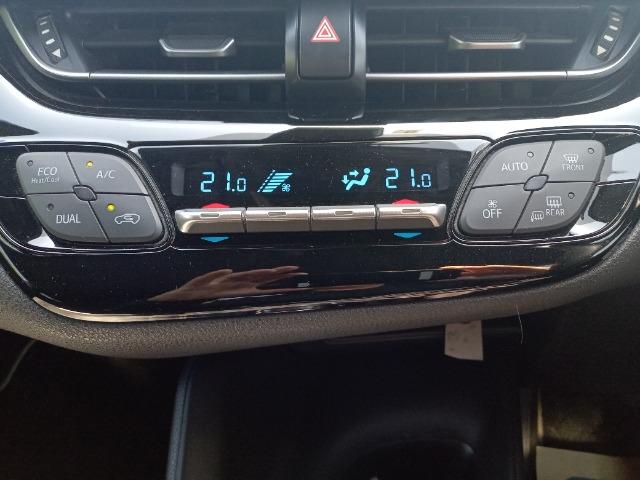 ECO
Heat/Cool
A/C
DUAL
21.0
21.0
AUTO
FRONT
OFF
REAR